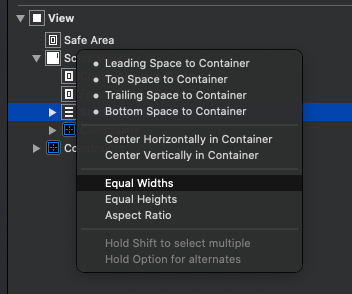 View
Safe Area
Sc
Leading Space to Container
Top Space to Container
Trailing Space to Container
Bottom Space to Container
Co
Center Horizontally in Container
Center Vertically in Container
Equal Widths
Equal Heights
Aspect Ratio
Hold Shift to select multiple
Hold Option for alternates